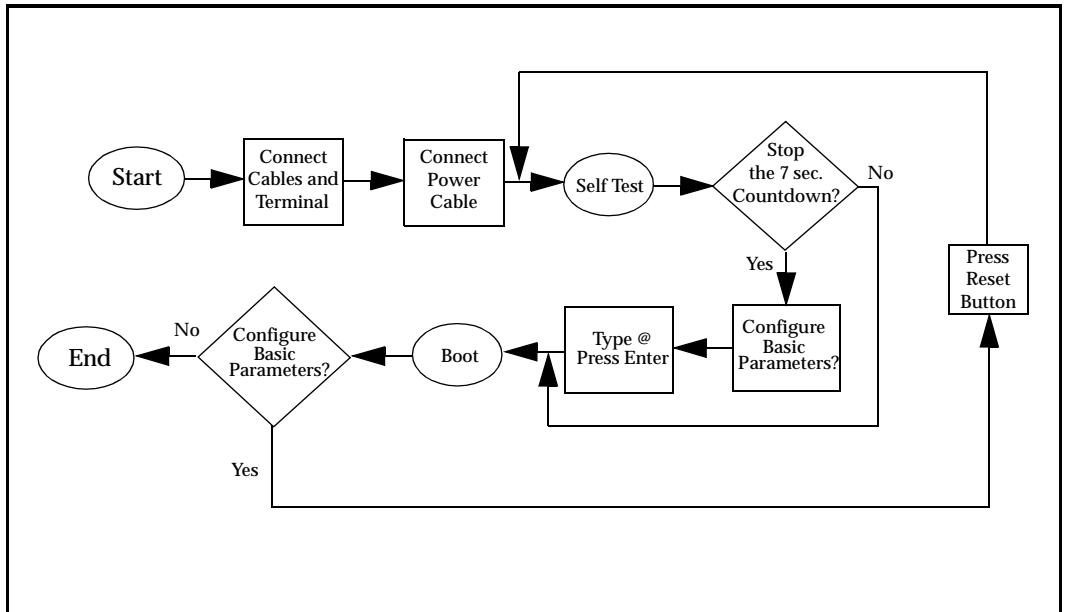 Start
Connect
Cables and
Terminal
Connect
Power
Cable
Self Test
Stop
the 7 sec.
Countdown?
No
Yes
Press
Reset
Button
Configure
Basic
Parameters?
Type @
Press Enter
Boot
Configure
Basic
Parameters?
No
End
Yes